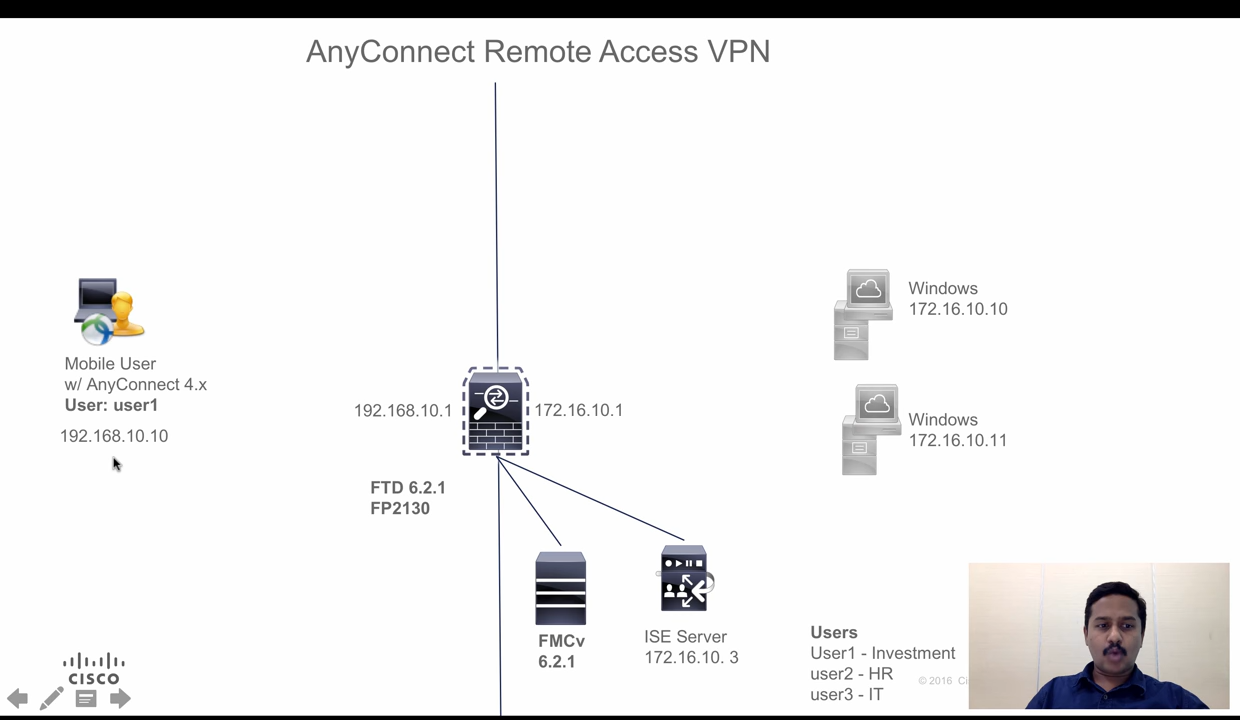 AnyConnect Remote Access VPN
Mobile User
w/ AnyConnect 4.x
User: user1
192.168.10.10
192.168.10.1
172.16.10.1
FTD 6.2.1
FP2130
FMCv
6.2.1
ISE Server
172.16.10. 3
Windows
172.16.10.10
Windows
172.16.10.11
Users
User1 - Investment
user2 - HR
user3 - IT
CISCO
© 2016